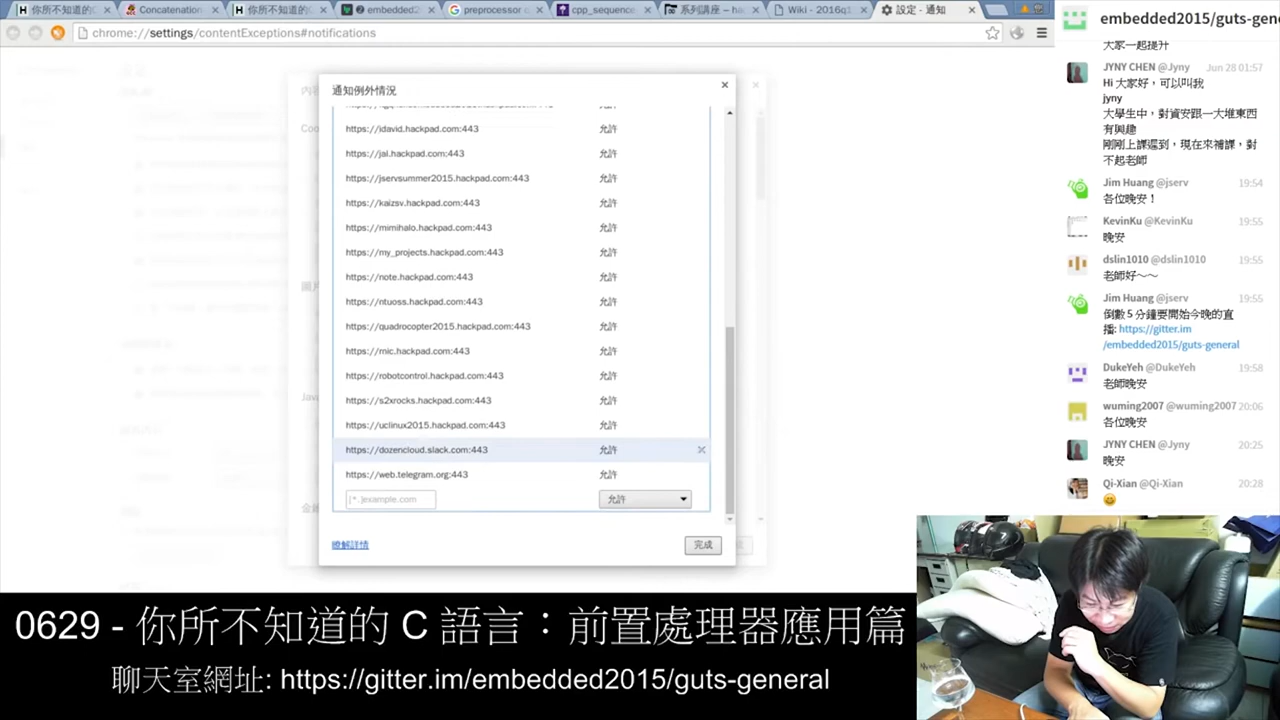 你所不知道的C
Concatenation
你所不知道的C
embedded2
preprocessor
cpp_sequence
系列講座 – ha
Wiki - 2016q1
設定 - 通知
chrome://settings/contentExceptions#notifications
通知例外情況
https://idavid.hackpad.com:443 允許
https://jal.hackpad.com:443 允許
https://jservsummer2015.hackpad.com:443 允許
https://kaizsv.hackpad.com:443 允許
https://mimihalo.hackpad.com:443 允許
https://my_projects.hackpad.com:443 允許
https://note.hackpad.com:443 允許
https://ntuoss.hackpad.com:443 允許
https://quadrocopter2015.hackpad.com:443 允許
https://rnic.hackpad.com:443 允許
https://robotcontrol.hackpad.com:443 允許
https://s2xrocks.hackpad.com:443 允許
https://uclinux2015.hackpad.com:443 允許
https://dozencloud.slack.com:443 允許
https://web.telegram.org:443 允許
[*.]example.com 允許
瞭解詳情 完成
embedded2015/guts-gener
大家一起提升
JYNY CHEN @Jyny Jun 28 01:57
Hi 大家好，可以叫我
jyny
大學生中，對資安跟一大堆東西
有興趣
剛剛上課遲到，現在來補課，對
不起老師
Jim Huang @jserv 19:54
各位晚安！
KevinKu @KevinKu 19:55
晚安
dslin1010 @dslin1010 19:55
老師好～～
Jim Huang @jserv 19:55
倒數 5 分鐘要開始今晚的直
播: https://gitter.im
/embedded2015/guts-general
DukeYeh @DukeYeh 19:58
老師晚安
wuming2007 @wuming2007 20:06
各位晚安
JYNY CHEN @Jyny 20:25
晚安
Qi-Xian @Qi-Xian 20:28
0629 - 你所不知道的 C 語言：前置處理器應用篇
聊天室網址: https://gitter.im/embedded2015/guts-general